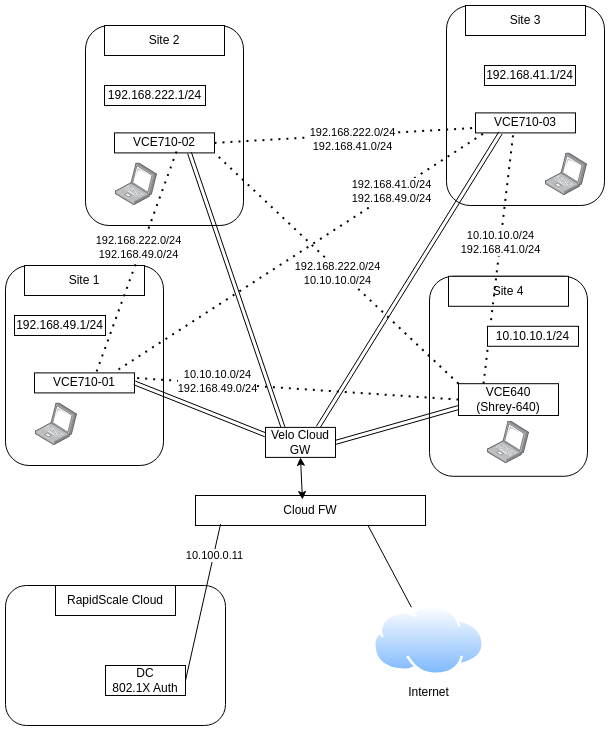 Site 2
192.168.222.1/24
VCE710-02
Site 3
192.168.41.1/24
VCE710-03
192.168.222.0/24
192.168.41.0/24
192.168.41.0/24
192.168.49.0/24
192.168.222.0/24
192.168.49.0/24
10.10.10.0/24
192.168.41.0/24
192.168.222.0/24
10.10.10.0/24
Site 1
192.168.49.1/24
VCE710-01
Site 4
10.10.10.1/24
VCE640
(Shrey-640)
10.10.10.0/24
192.168.49.0/24
Velo Cloud
GW
Cloud FW
10.100.0.11
RapidScale Cloud
DC
802.1X Auth
Internet